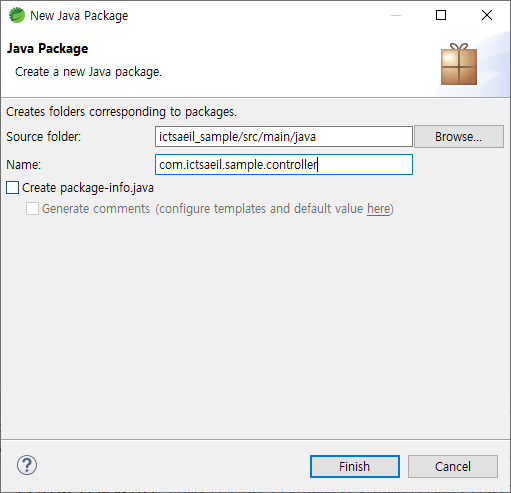 New Java Package
Java Package
Create a new Java package.
Creates folders corresponding to packages.
Source folder: ictsaeil_sample/src/main/java Browse...
Name: com.ictsaeil.sample.controller
Create package-info.java
Generate comments (configure templates and default value here)
Finish Cancel